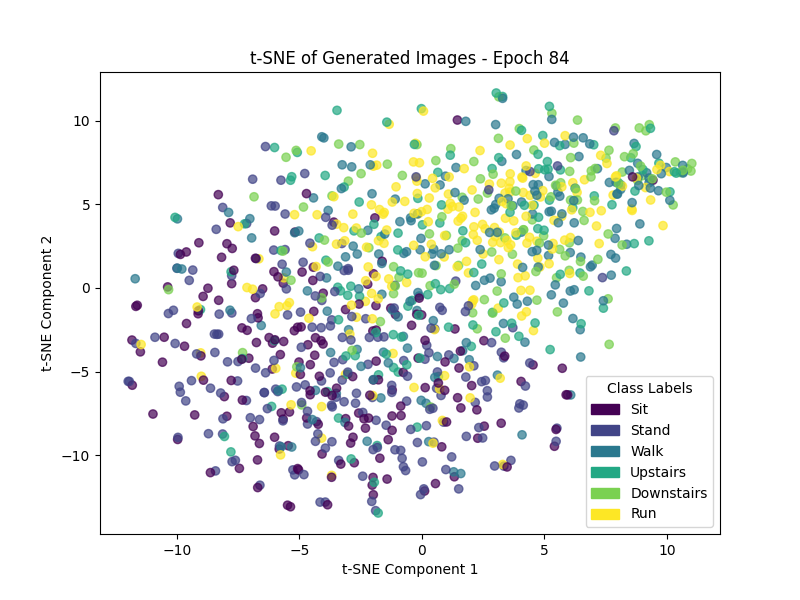 t-SNE of Generated Images - Epoch 84
t-SNE Component 2
10
5
0
−5
−10
Class Labels
Sit
Stand
Walk
Upstairs
Downstairs
Run
−10
−5
0
5
10
t-SNE Component 1